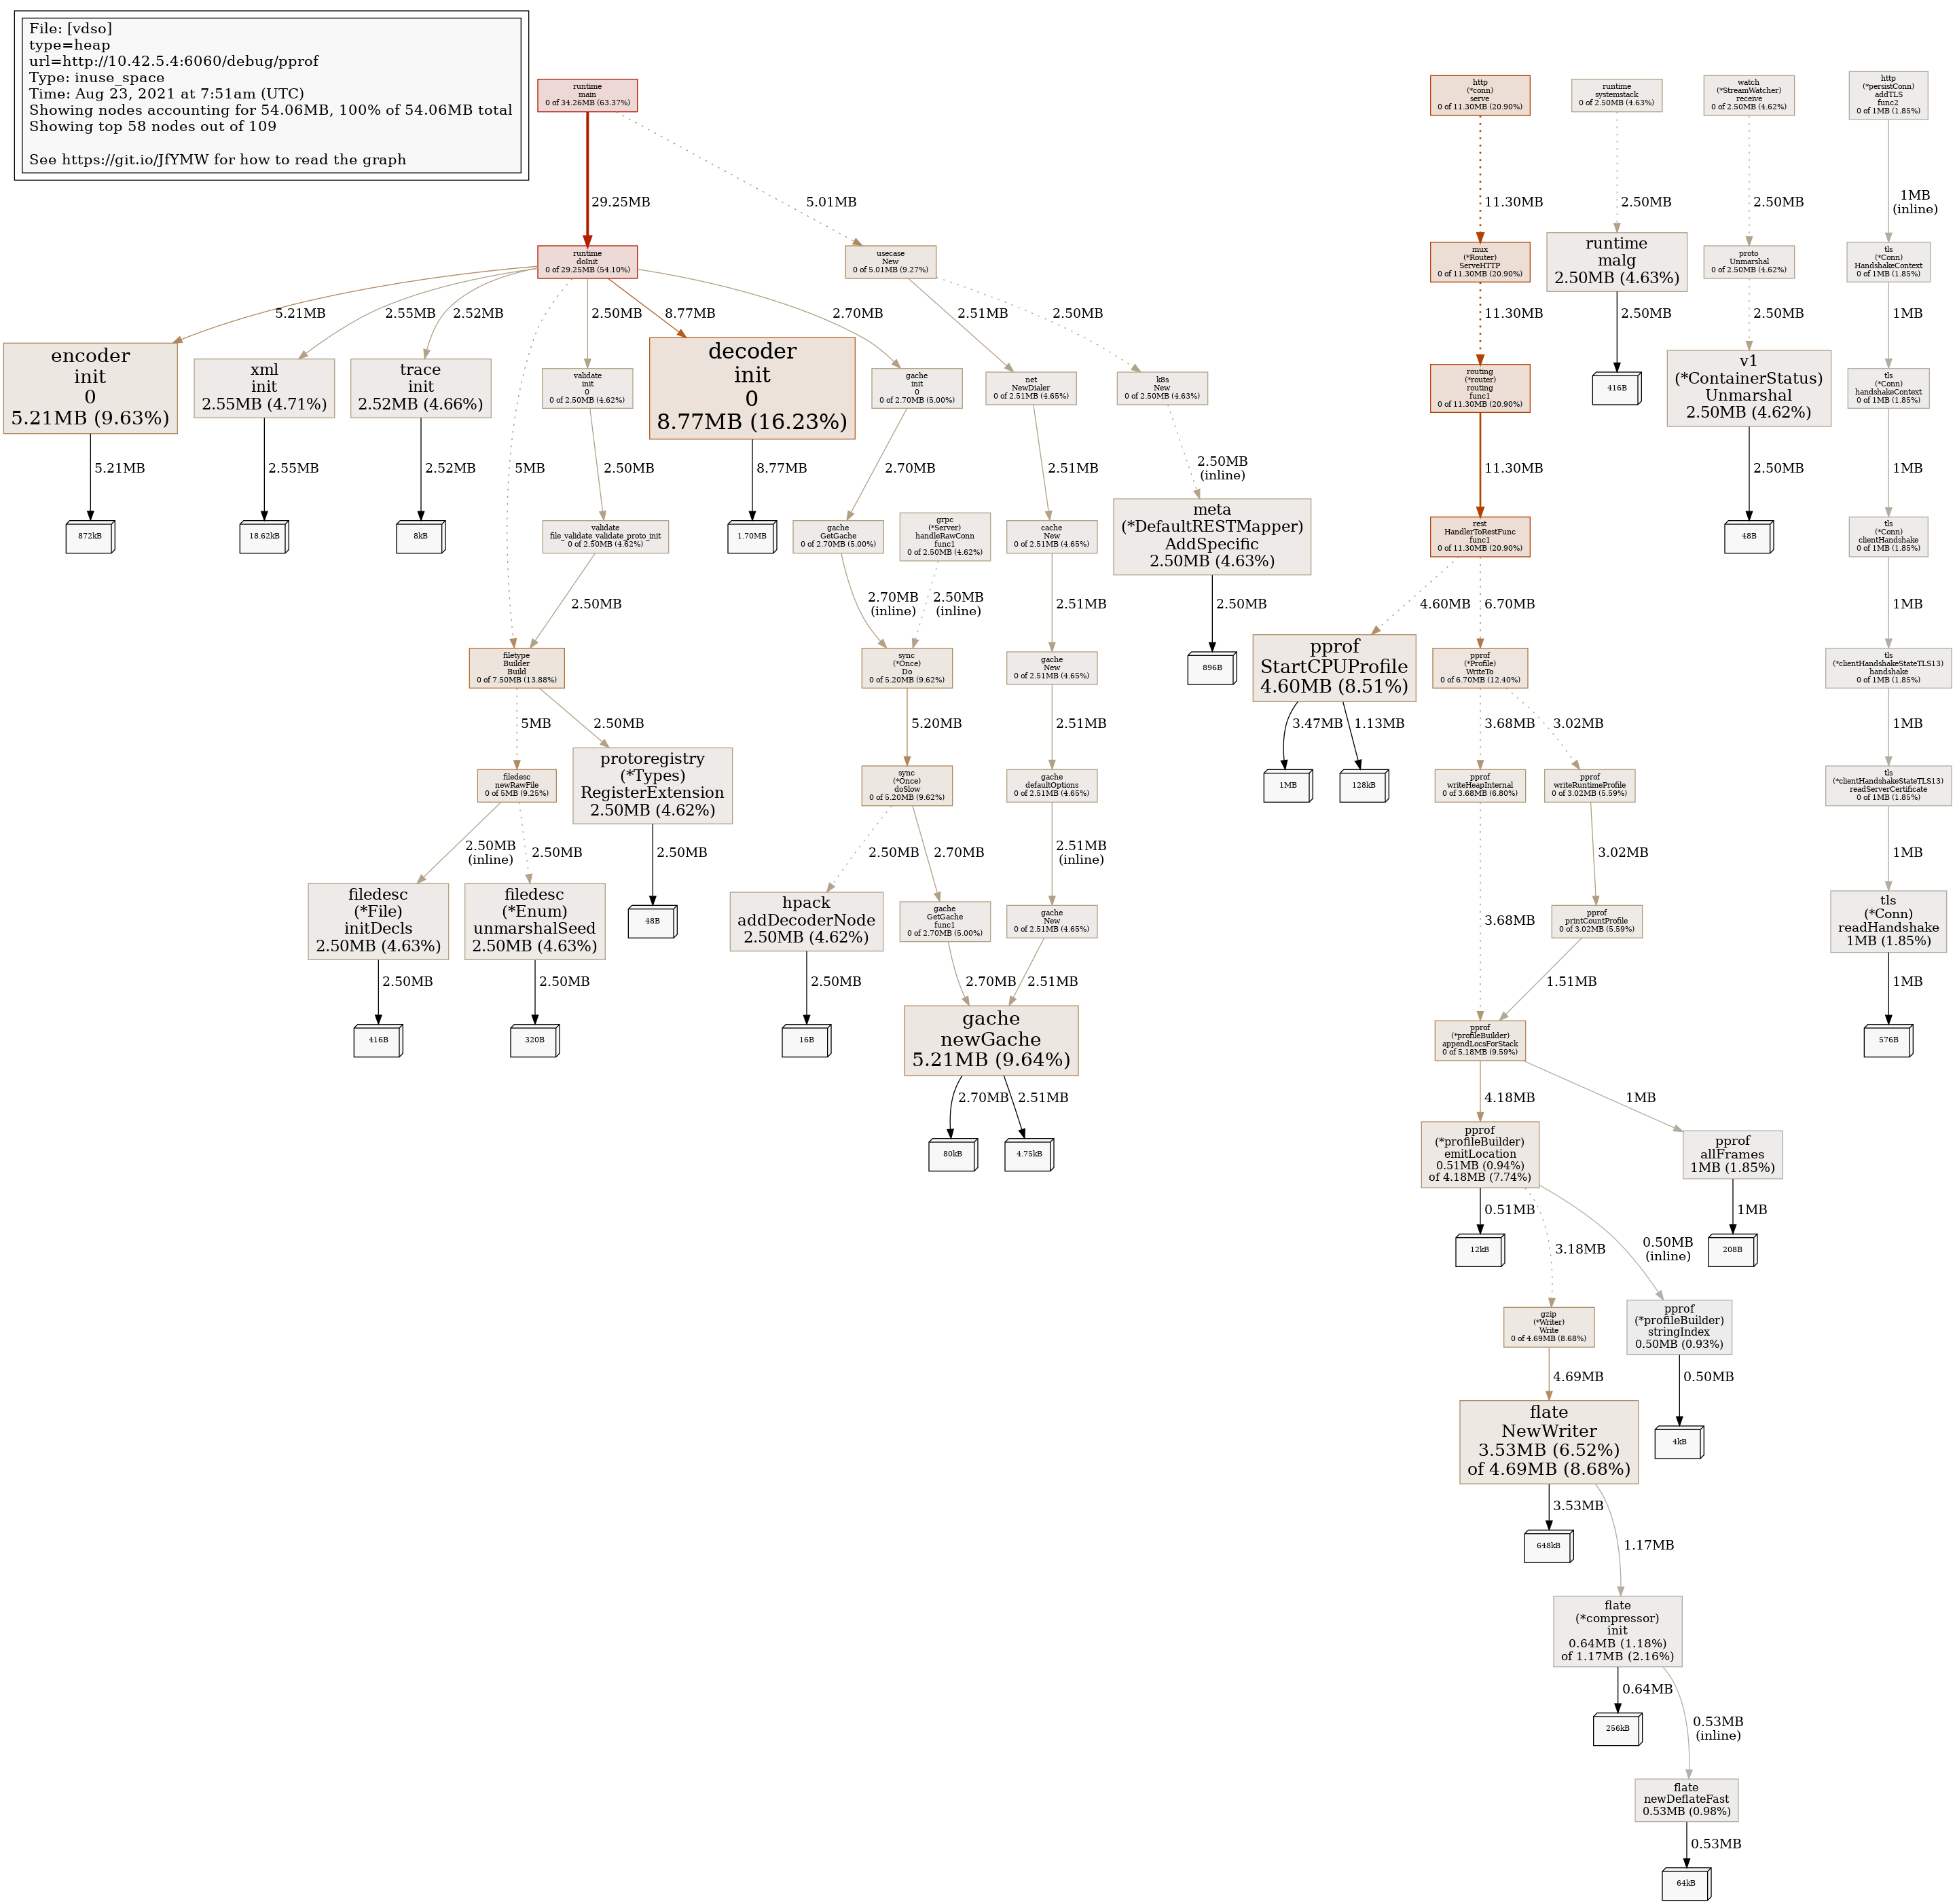 File: [vdso]
type=heap
url=http://10.42.5.4:6060/debug/pprof
Type: inuse_space
Time: Aug 23, 2021 at 7:51am (UTC)
Showing nodes accounting for 54.06MB, 100% of 54.06MB total
Showing top 58 nodes out of 109
See https://git.io/JfYMW for how to read the graph
runtime
main
0 of 34.26MB (63.37%)
http
(*conn)
serve
0 of 11.30MB (20.90%)
runtime
systemstack
0 of 2.50MB (4.63%)
watch
(*StreamWatcher)
receive
0 of 2.50MB (4.62%)
http
(*persistConn)
addTLS
func2
0 of 1MB (1.85%)
29.25MB
5.01MB
11.30MB
2.50MB
2.50MB
1MB
(inline)
runtime
doInit
0 of 29.25MB (54.10%)
usecase
New
0 of 5.01MB (9.27%)
mux
(*Router)
ServeHTTP
0 of 11.30MB (20.90%)
runtime
malg
2.50MB (4.63%)
proto
Unmarshal
0 of 2.50MB (4.62%)
tls
(*Conn)
HandshakeContext
0 of 1MB (1.85%)
5.21MB
2.55MB
2.52MB
5MB
2.50MB
8.77MB
2.70MB
2.51MB
2.50MB
11.30MB
2.50MB
2.50MB
1MB
encoder
init
0
5.21MB (9.63%)
xml
init
2.55MB (4.71%)
trace
init
2.52MB (4.66%)
validate
init
0
0 of 2.50MB (4.62%)
decoder
init
0
8.77MB (16.23%)
gache
init
0
0 of 2.70MB (5.00%)
net
NewDialer
0 of 2.51MB (4.65%)
k8s
New
0 of 2.50MB (4.63%)
routing
(*router)
routing
func1
0 of 11.30MB (20.90%)
416B
v1
(*ContainerStatus)
Unmarshal
2.50MB (4.62%)
tls
(*Conn)
handshakeContext
0 of 1MB (1.85%)
5.21MB
2.55MB
2.52MB
2.50MB
8.77MB
2.70MB
2.51MB
2.50MB
(inline)
11.30MB
2.50MB
1MB
872kB
18.62kB
8kB
validate
file_validate_validate_proto_init
0 of 2.50MB (4.62%)
1.70MB
gache
GetGache
0 of 2.70MB (5.00%)
grpc
(*Server)
handleRawConn
func1
0 of 2.50MB (4.62%)
cache
New
0 of 2.51MB (4.65%)
meta
(*DefaultRESTMapper)
AddSpecific
2.50MB (4.63%)
rest
HandlerToRestFunc
func1
0 of 11.30MB (20.90%)
48B
tls
(*Conn)
clientHandshake
0 of 1MB (1.85%)
2.50MB
2.70MB
(inline)
2.50MB
(inline)
2.51MB
2.50MB
4.60MB
6.70MB
1MB
filetype
Builder
Build
0 of 7.50MB (13.88%)
sync
(*Once)
Do
0 of 5.20MB (9.62%)
gache
New
0 of 2.51MB (4.65%)
896B
pprof
StartCPUProfile
4.60MB (8.51%)
pprof
(*Profile)
WriteTo
0 of 6.70MB (12.40%)
tls
(*clientHandshakeStateTLS13)
handshake
0 of 1MB (1.85%)
5MB
2.50MB
5.20MB
2.51MB
3.47MB
1.13MB
3.68MB
3.02MB
1MB
filedesc
newRawFile
0 of 5MB (9.25%)
protoregistry
(*Types)
RegisterExtension
2.50MB (4.62%)
sync
(*Once)
doSlow
0 of 5.20MB (9.62%)
gache
defaultOptions
0 of 2.51MB (4.65%)
1MB
128kB
pprof
writeHeapInternal
0 of 3.68MB (6.80%)
pprof
writeRuntimeProfile
0 of 3.02MB (5.59%)
tls
(*clientHandshakeStateTLS13)
readServerCertificate
0 of 1MB (1.85%)
2.50MB
(inline)
2.50MB
2.50MB
2.50MB
2.70MB
2.51MB
(inline)
3.68MB
3.02MB
1MB
filedesc
(*File)
initDecls
2.50MB (4.63%)
filedesc
(*Enum)
unmarshalSeed
2.50MB (4.63%)
48B
hpack
addDecoderNode
2.50MB (4.62%)
gache
GetGache
func1
0 of 2.70MB (5.00%)
gache
New
0 of 2.51MB (4.65%)
pprof
printCountProfile
0 of 3.02MB (5.59%)
tls
(*Conn)
readHandshake
1MB (1.85%)
2.50MB
2.50MB
2.50MB
2.70MB
2.51MB
1.51MB
1MB
416B
320B
16B
gache
newGache
5.21MB (9.64%)
pprof
(*profileBuilder)
appendLocsForStack
0 of 5.18MB (9.59%)
576B
2.70MB
2.51MB
4.18MB
1MB
80kB
4.75kB
pprof
(*profileBuilder)
emitLocation
0.51MB (0.94%)
of 4.18MB (7.74%)
pprof
allFrames
1MB (1.85%)
0.51MB
3.18MB
0.50MB
(inline)
1MB
12kB
208B
gzip
(*Writer)
Write
0 of 4.69MB (8.68%)
pprof
(*profileBuilder)
stringIndex
0.50MB (0.93%)
4.69MB
0.50MB
flate
NewWriter
3.53MB (6.52%)
of 4.69MB (8.68%)
4kB
3.53MB
1.17MB
648kB
flate
(*compressor)
init
0.64MB (1.18%)
of 1.17MB (2.16%)
0.64MB
0.53MB
(inline)
256kB
flate
newDeflateFast
0.53MB (0.98%)
0.53MB
64kB